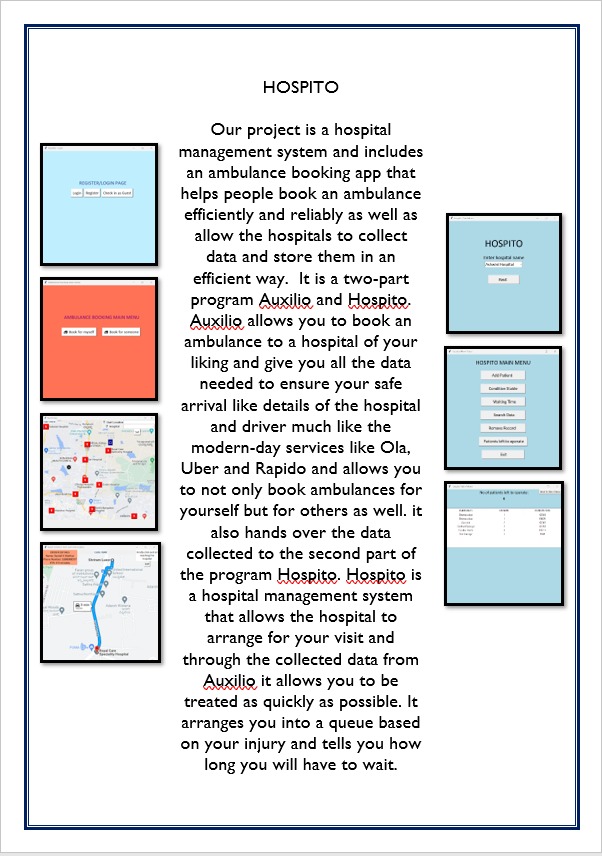 HOSPITO
Our project is a hospital
management system and includes
an ambulance booking app that
helps people book an ambulance
efficiently and reliably as well as
allow the hospitals to collect
data and store them in an
efficient way. It is a two-part
program Auxilio and Hospito.
Auxilio allows you to book an
ambulance to a hospital of your
liking and give you all the data
needed to ensure your safe
arrival like details of the hospital
and driver much like the
modern-day services like Ola,
Uber and Rapido and allows you
to not only book ambulances for
yourself but for others as well. it
also hands over the data
collected to the second part of
the program Hospito. Hospito is
a hospital management system
that allows the hospital to
arrange for your visit and
through the collected data from
Auxilio it allows you to be
treated as quickly as possible. It
arranges you into a queue based
on your injury and tells you how
long you will have to wait.
REGISTER/LOGIN PAGE
Login Register Check in as Guest
AMBULANCE BOOKING MAIN MENU
Book for myself Book for someone
HOSPITO
Enter hospital name
Next
HOSPITO MAIN MENU
Add Patient
Condition Update
Waiting Time
Search Data
Remove Record
Patients left to operate
Exit
No of patients left to operate: